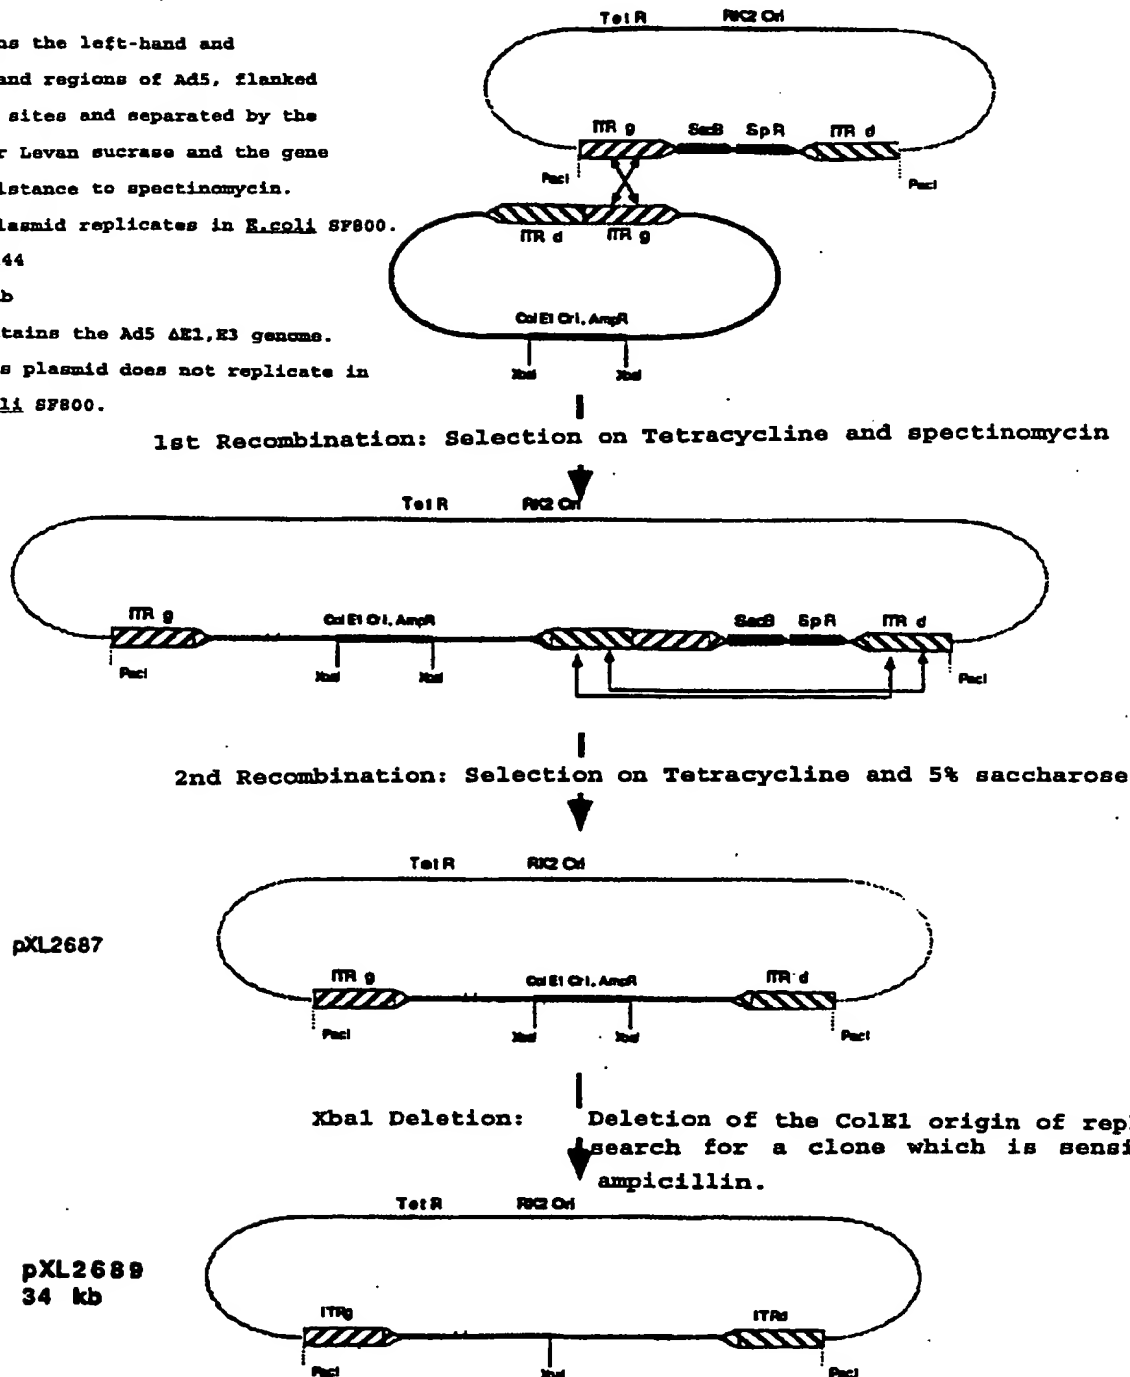 Tet R RK2 Ori
ns the left-hand and
and regions of Ad5, flanked
sites and separated by the
r Levan sucrase and the gene
istance to spectinomycin.
lasmid replicates in E.coli SF800.
44
b
tains the Ad5 ΔE1,E3 genome.
s plasmid does not replicate in
li SF800.
ITR g SacB SpR ITR d
PacI PacI
ITR d ITR g
Col E1 Ori, AmpR
XbaI XbaI
1st Recombination: Selection on Tetracycline and spectinomycin
Tet R RK2 Ori
ITR g Col E1 Ori, AmpR SacB SpR ITR d
PacI XbaI XbaI PacI
2nd Recombination: Selection on Tetracycline and 5% saccharose
Tet R RK2 Ori
pXL2687
ITR g Col E1 Ori, AmpR ITR d
PacI XbaI XbaI PacI
Xba1 Deletion: Deletion of the ColE1 origin of repl
search for a clone which is sensi
ampicillin.
Tet R RK2 Ori
pXL2689
34 kb
ITRg ITRd
PacI XbaI PacI